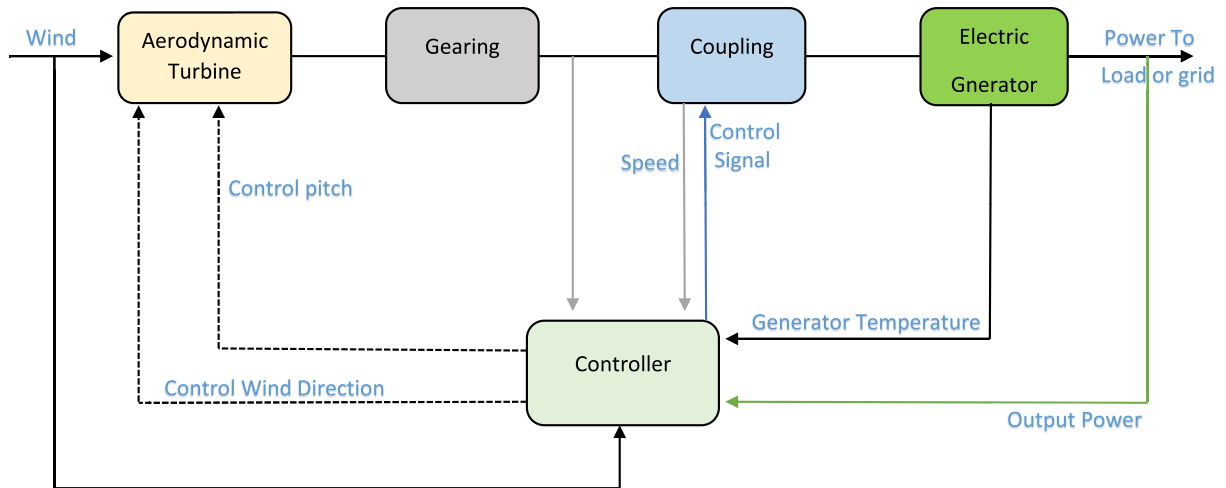 Wind
Aerodynamic
Turbine
Gearing
Coupling
Electric
Gnerator
Power To
Load or grid
Control
Signal
Speed
Control pitch
Generator Temperature
Controller
Control Wind Direction
Output Power